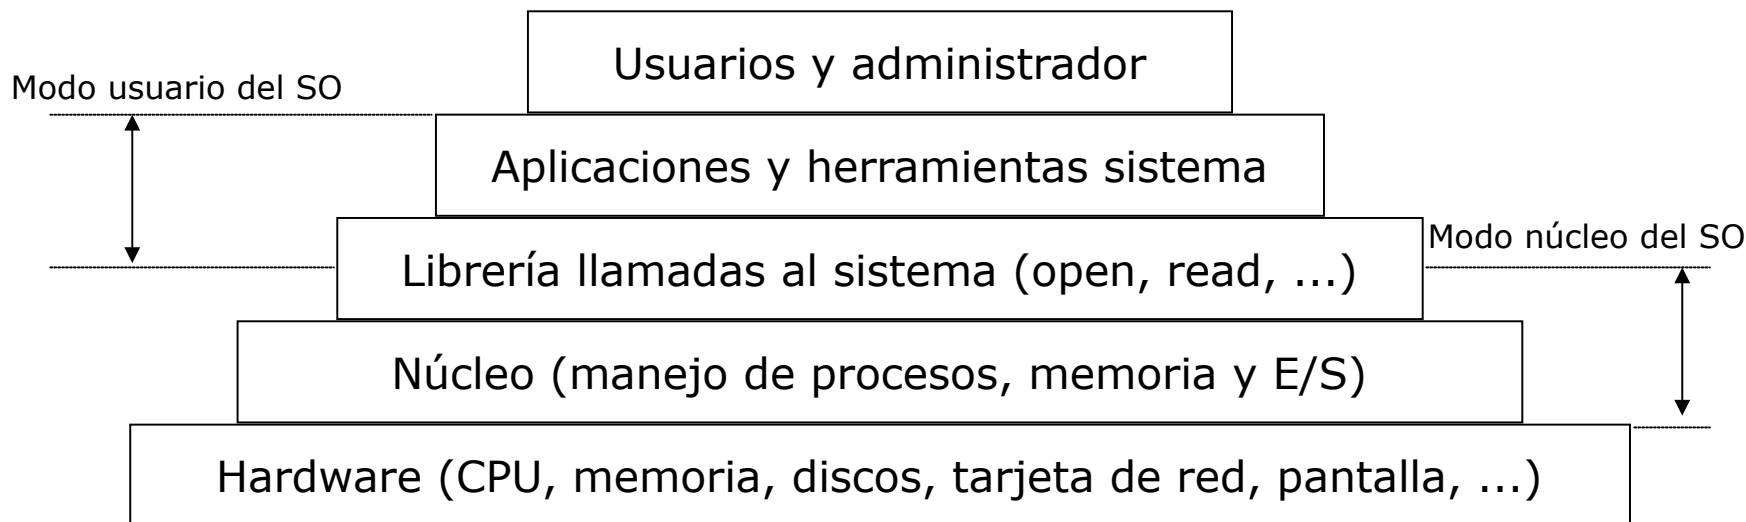 Usuarios y administrador
Modo usuario del SO
Aplicaciones y herramientas sistema
Modo núcleo del SO
Librería llamadas al sistema (open, read, ...)
Núcleo (manejo de procesos, memoria y E/S)
Hardware (CPU, memoria, discos, tarjeta de red, pantalla, ...)